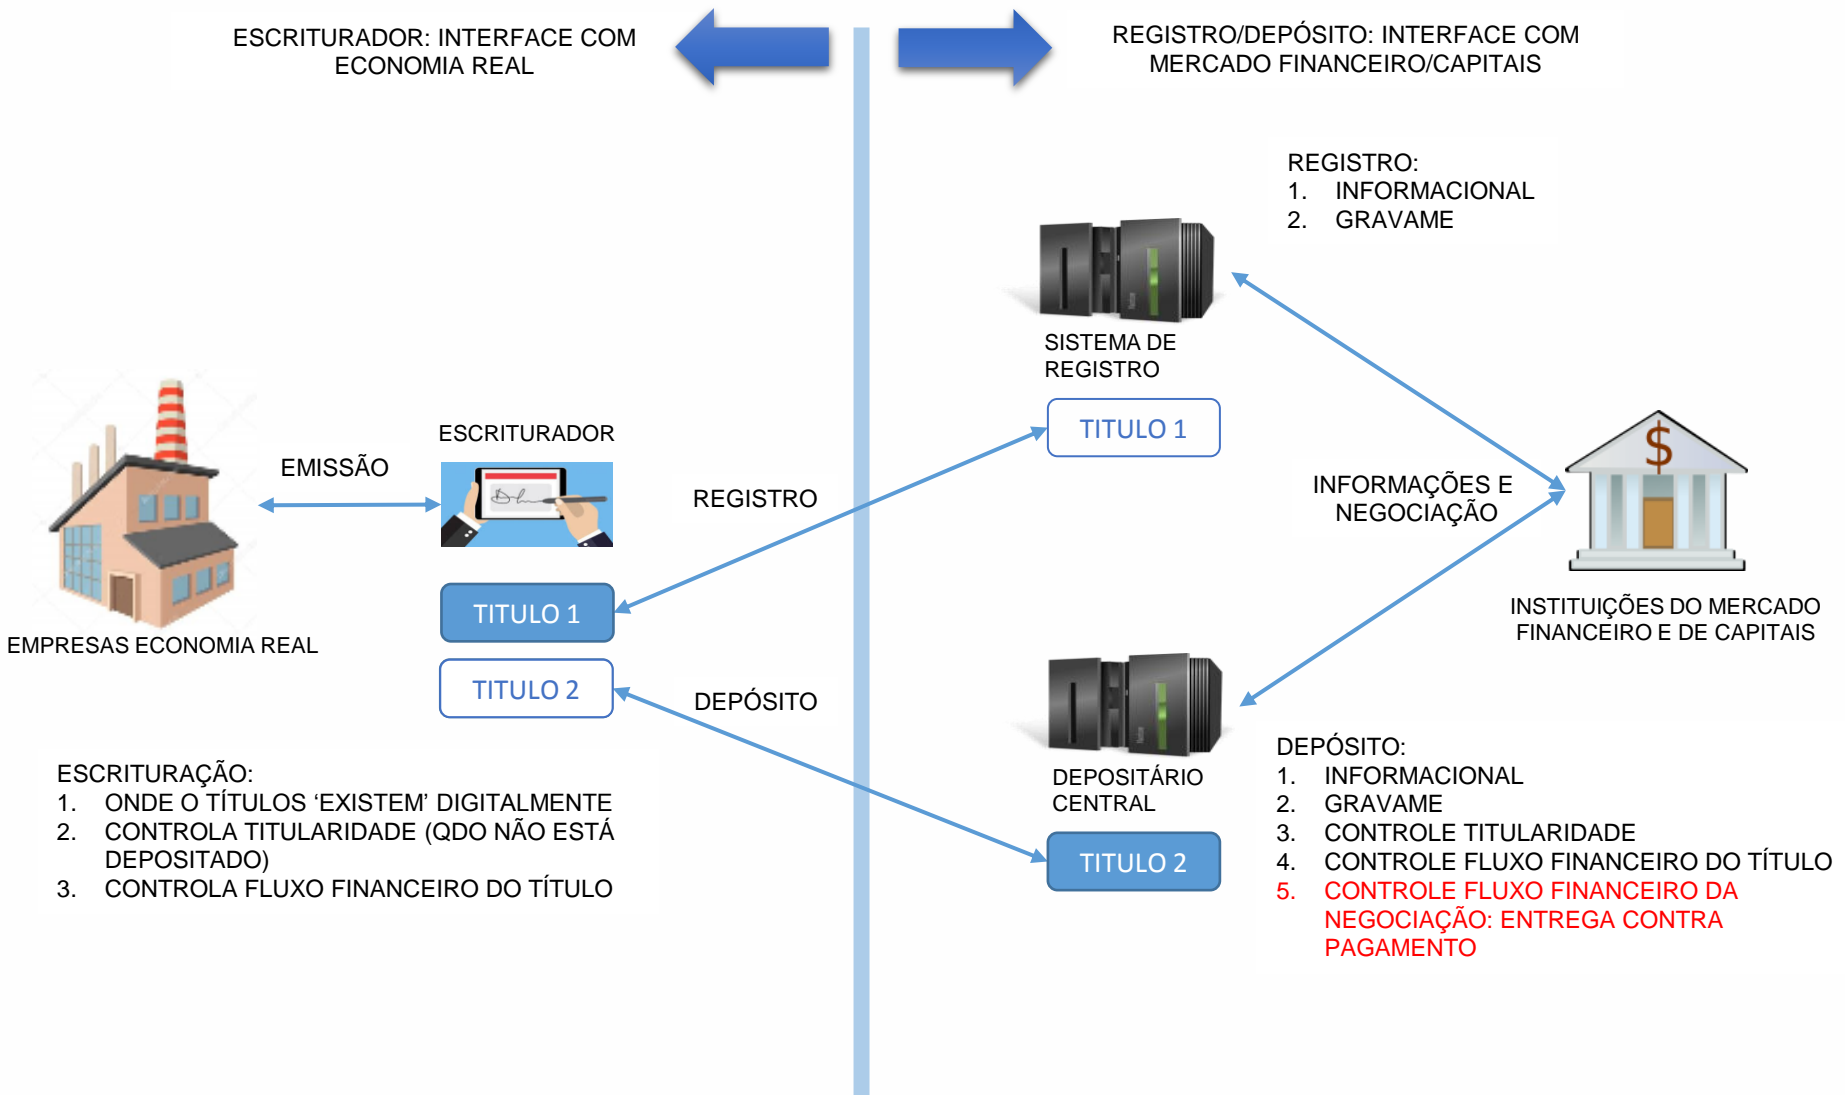 ESCRITURADOR: INTERFACE COM
ECONOMIA REAL
REGISTRO/DEPÓSITO: INTERFACE COM
MERCADO FINANCEIRO/CAPITAIS
REGISTRO:
1. INFORMACIONAL
2. GRAVAME
SISTEMA DE
REGISTRO
TITULO 1
ESCRITURADOR
EMISSÃO
REGISTRO
INFORMAÇÕES E
NEGOCIAÇÃO
$
TITULO 1
EMPRESAS ECONOMIA REAL
INSTITUIÇÕES DO MERCADO
FINANCEIRO E DE CAPITAIS
TITULO 2
DEPÓSITO
DEPOSITÁRIO
CENTRAL
TITULO 2
ESCRITURAÇÃO:
1. ONDE O TÍTULOS ‘EXISTEM’ DIGITALMENTE
2. CONTROLA TITULARIDADE (QDO NÃO ESTÁ
DEPOSITADO)
3. CONTROLA FLUXO FINANCEIRO DO TÍTULO
DEPÓSITO:
1. INFORMACIONAL
2. GRAVAME
3. CONTROLE TITULARIDADE
4. CONTROLE FLUXO FINANCEIRO DO TÍTULO
5. CONTROLE FLUXO FINANCEIRO DA
NEGOCIAÇÃO: ENTREGA CONTRA
PAGAMENTO